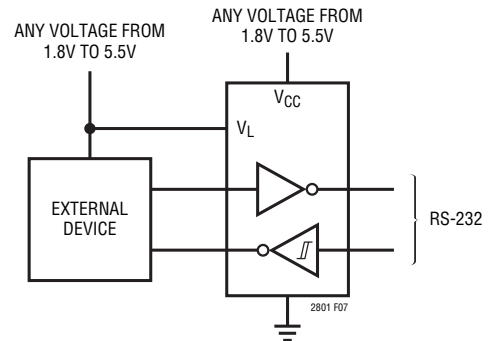 ANY VOLTAGE FROM
1.8V TO 5.5V
ANY VOLTAGE FROM
1.8V TO 5.5V
VCC
VL
EXTERNAL
DEVICE
RS-232
2801 F07